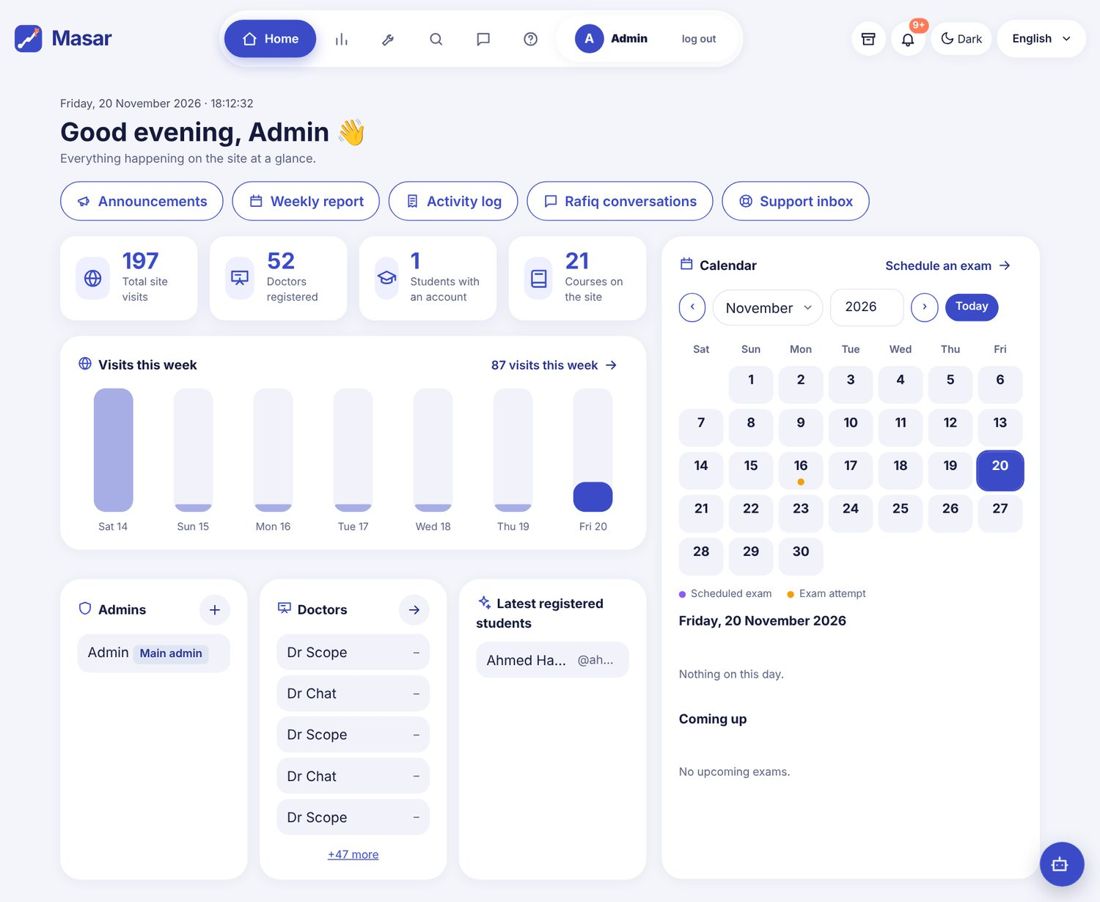 Masar
Home
A Admin log out
9+
Dark
English
Friday, 20 November 2026 · 18:12:32
Good evening, Admin 👋
Everything happening on the site at a glance.
Announcements
Weekly report
Activity log
Rafiq conversations
Support inbox
197
Total site
visits
52
Doctors
registered
1
Students with
an account
21
Courses on
the site
Visits this week
87 visits this week →
Sat 14 Sun 15 Mon 16 Tue 17 Wed 18 Thu 19 Fri 20
Admins
+
Admin Main admin
Doctors
→
Dr Scope –
Dr Chat –
Dr Scope –
Dr Chat –
Dr Scope –
+47 more
Latest registered
students
Ahmed Ha... @ah...
Calendar
Schedule an exam →
‹ November 2026 › Today
Sat Sun Mon Tue Wed Thu Fri
1 2 3 4 5 6
7 8 9 10 11 12 13
14 15 16 17 18 19 20
21 22 23 24 25 26 27
28 29 30
Scheduled exam Exam attempt
Friday, 20 November 2026
Nothing on this day.
Coming up
No upcoming exams.